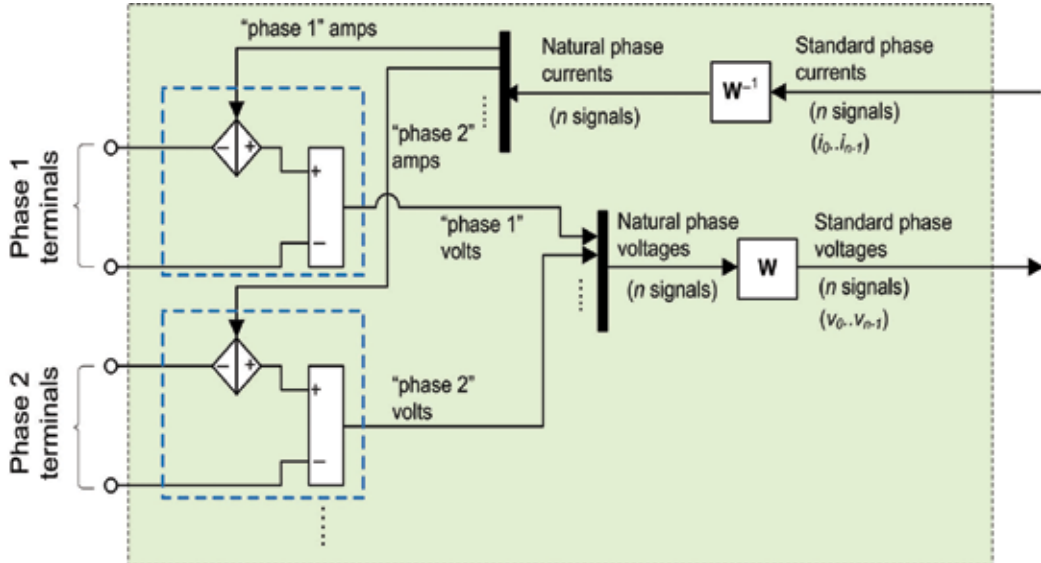 "phase 1" amps
Natural phase
currents
(n signals)
W⁻¹
Standard phase
currents
(n signals)
(i₀..iₙ₋₁)
"phase 2"
amps
Phase 1
terminals
– +
+
–
"phase 1"
volts
Natural phase
voltages
(n signals)
W
Standard phase
voltages
(n signals)
(v₀..vₙ₋₁)
Phase 2
terminals
– +
+
–
"phase 2"
volts